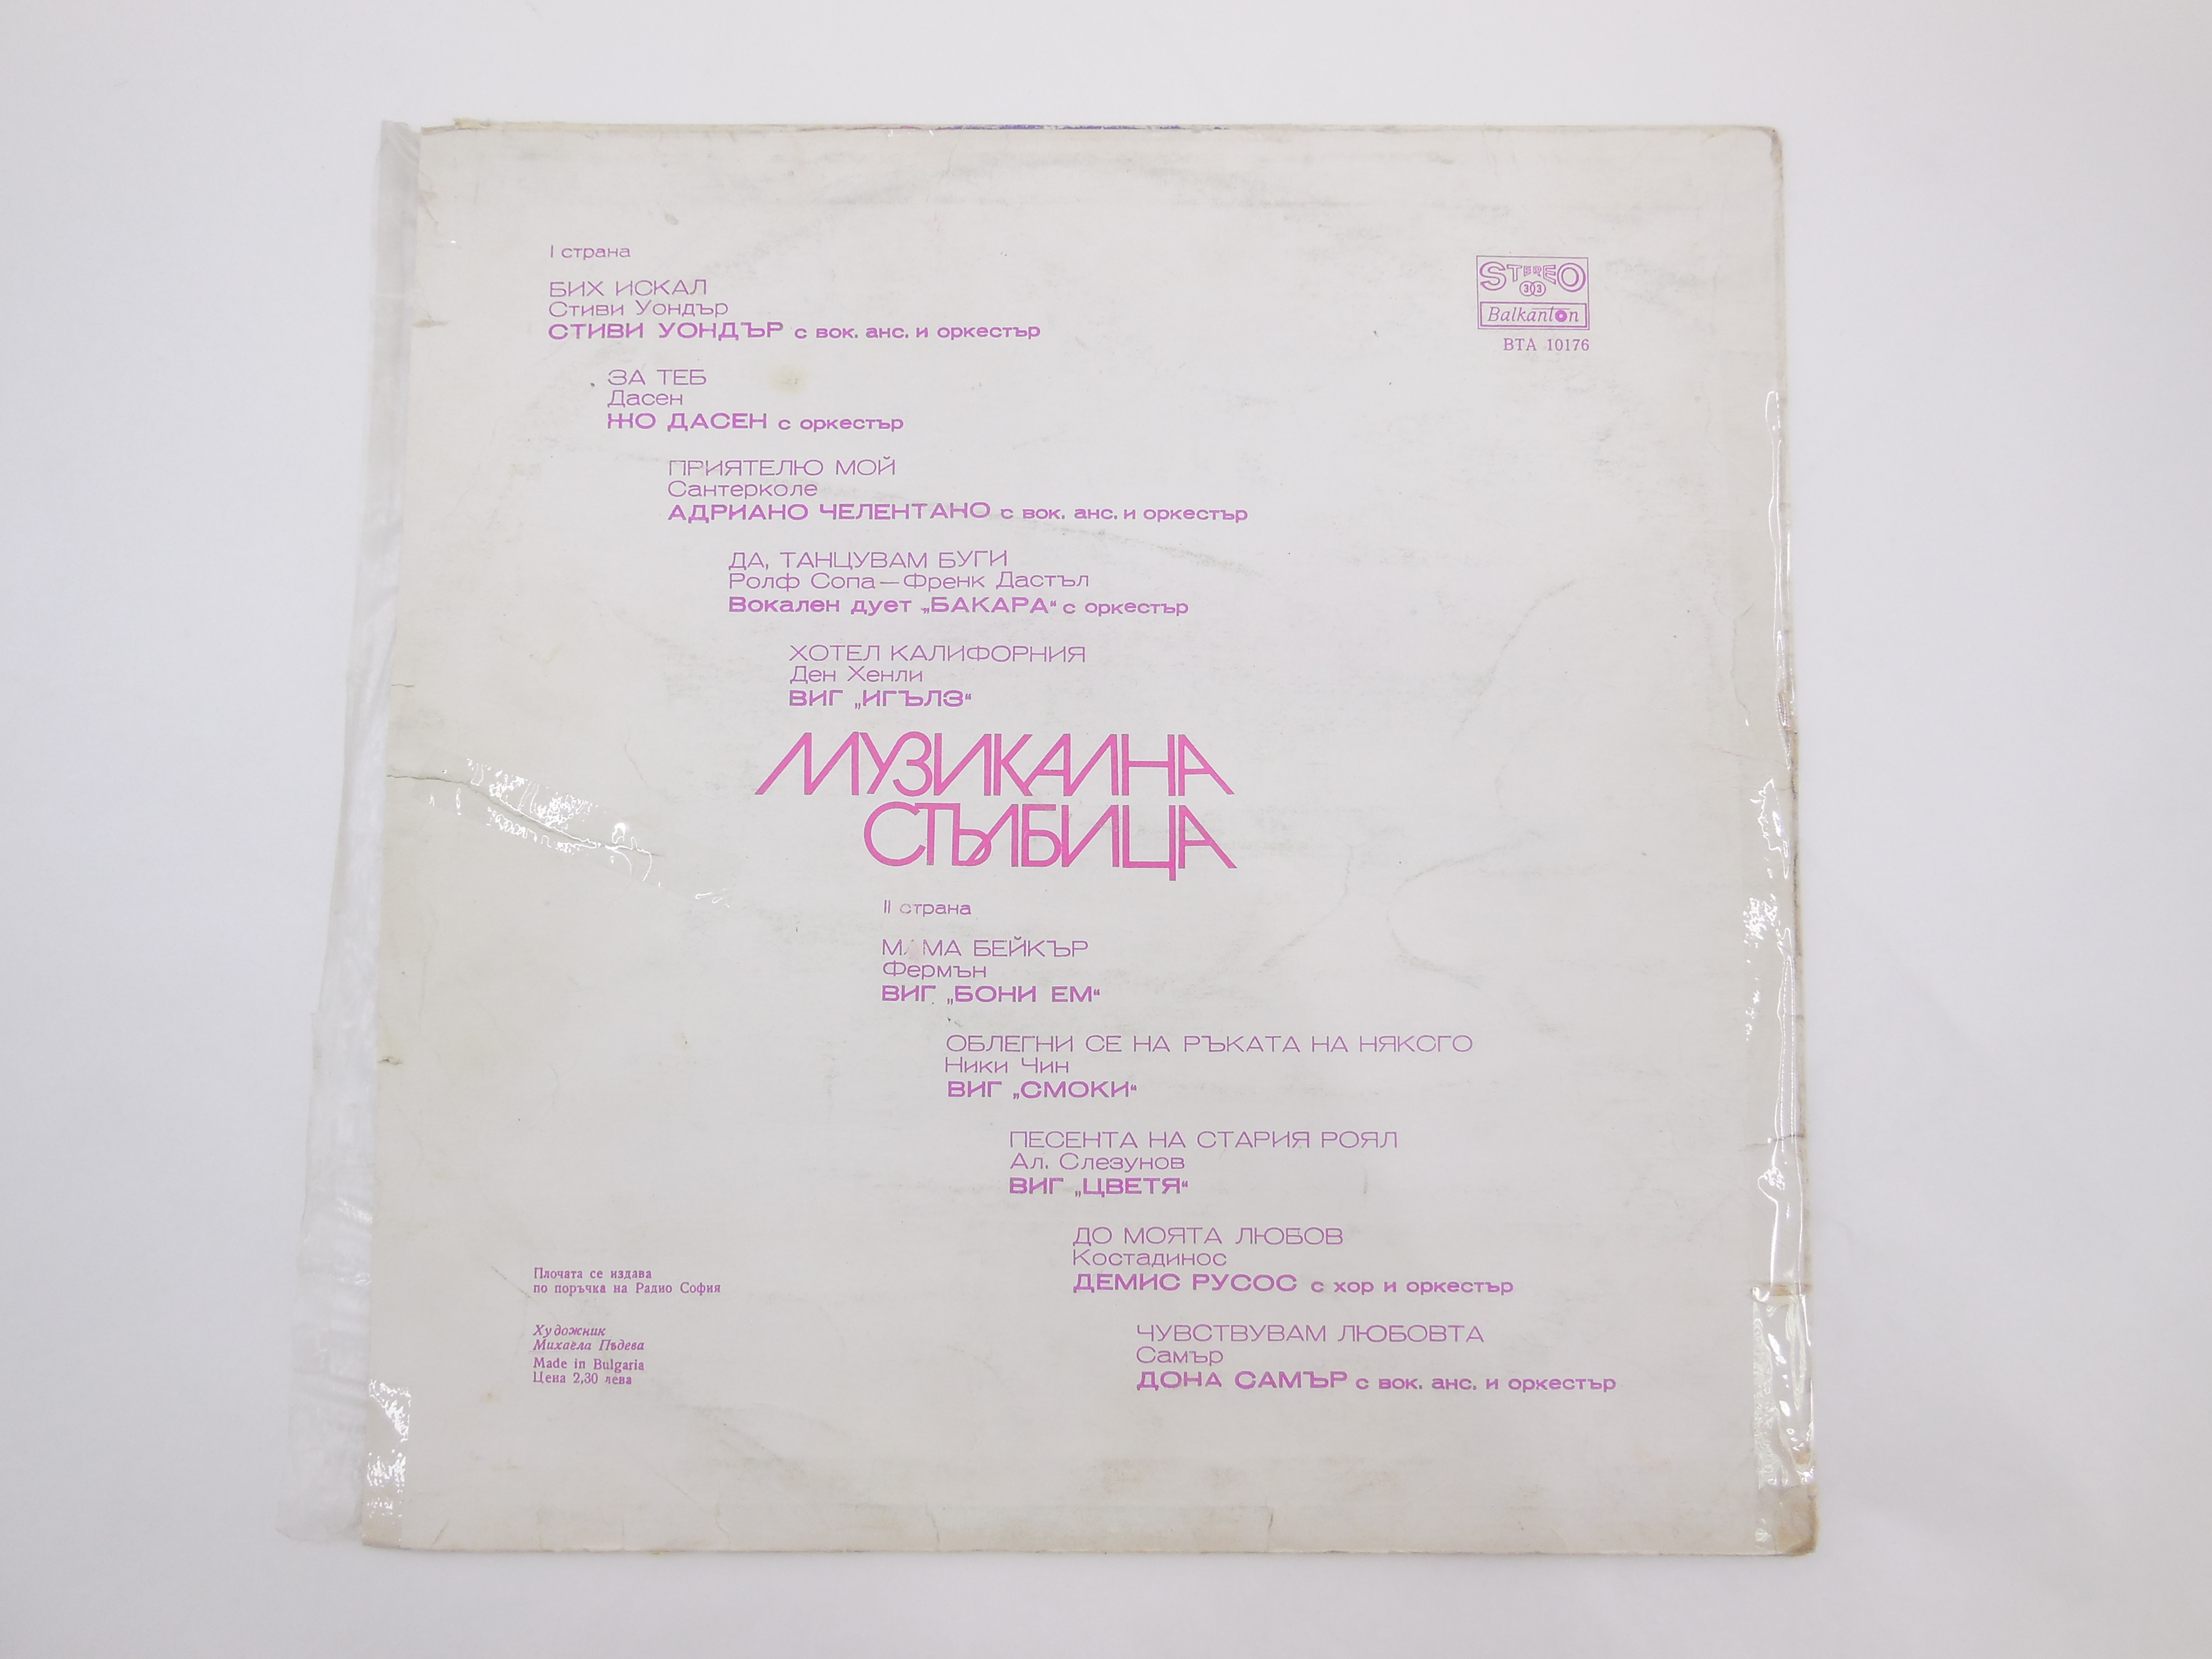 I страна
БИХ ИСКАЛ
Стиви Уондър
СТИВИ УОНДЪР с вок. анс. и оркестър
STEREO
33
Balkanton
ВТА 10176
ЗА ТЕБ
Дасен
ЖО ДАСЕН с оркестър
ПРИЯТЕЛЮ МОЙ
Сантерколе
АДРИАНО ЧЕЛЕНТАНО с вок. анс. и оркестър
ДА, ТАНЦУВАМ БУГИ
Ролф Сопа—Френк Дастъл
Вокален дует „БАКАРА“ с оркестър
ХОТЕЛ КАЛИФОРНИЯ
Ден Хенли
ВИГ „ИГЪЛЗ“
МУЗИКАЛНА
СТЪЛБИЦА
II страна
МАМА БЕЙКЪР
Фермън
ВИГ „БОНИ ЕМ“
ОБЛЕГНИ СЕ НА РЪКАТА НА НЯКОГО
Ники Чин
ВИГ „СМОКИ“
ПЕСЕНТА НА СТАРИЯ РОЯЛ
Ал. Слезунов
ВИГ „ЦВЕТЯ“
ДО МОЯТА ЛЮБОВ
Костадинос
ДЕМИС РУСОС с хор и оркестър
ЧУВСТВУВАМ ЛЮБОВТА
Самър
ДОНА САМЪР с вок. анс. и оркестър
Плочата се издава
по поръчка на Радио София
Художник
Михаела Пъдева
Made in Bulgaria
Цена 2,30 лева